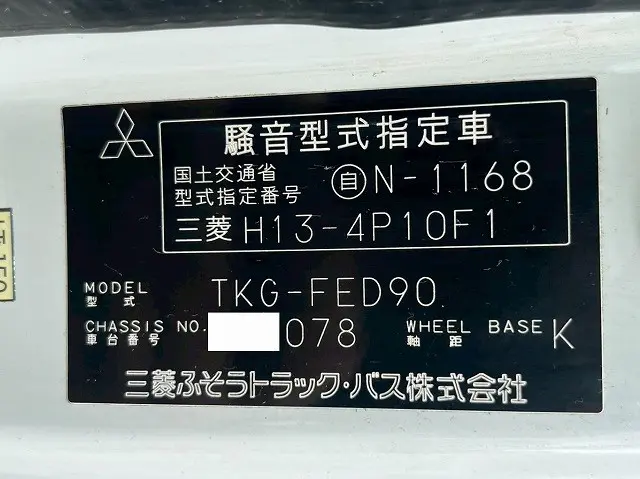 騒音型式指定車
国土交通省
型式指定番号 自N-1168
三菱 H13-4P10F1
MODEL
型式 TKG-FED90
CHASSIS NO.
車台番号 078
WHEEL BASE
軸距 K
三菱ふそうトラック・バス株式会社